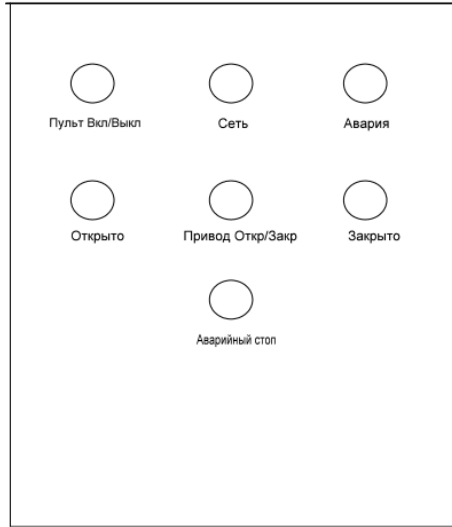 Пульт Вкл/Выкл
Сеть
Авария
Открыто
Привод Откр/Закр
Закрыто
Аварийный стоп